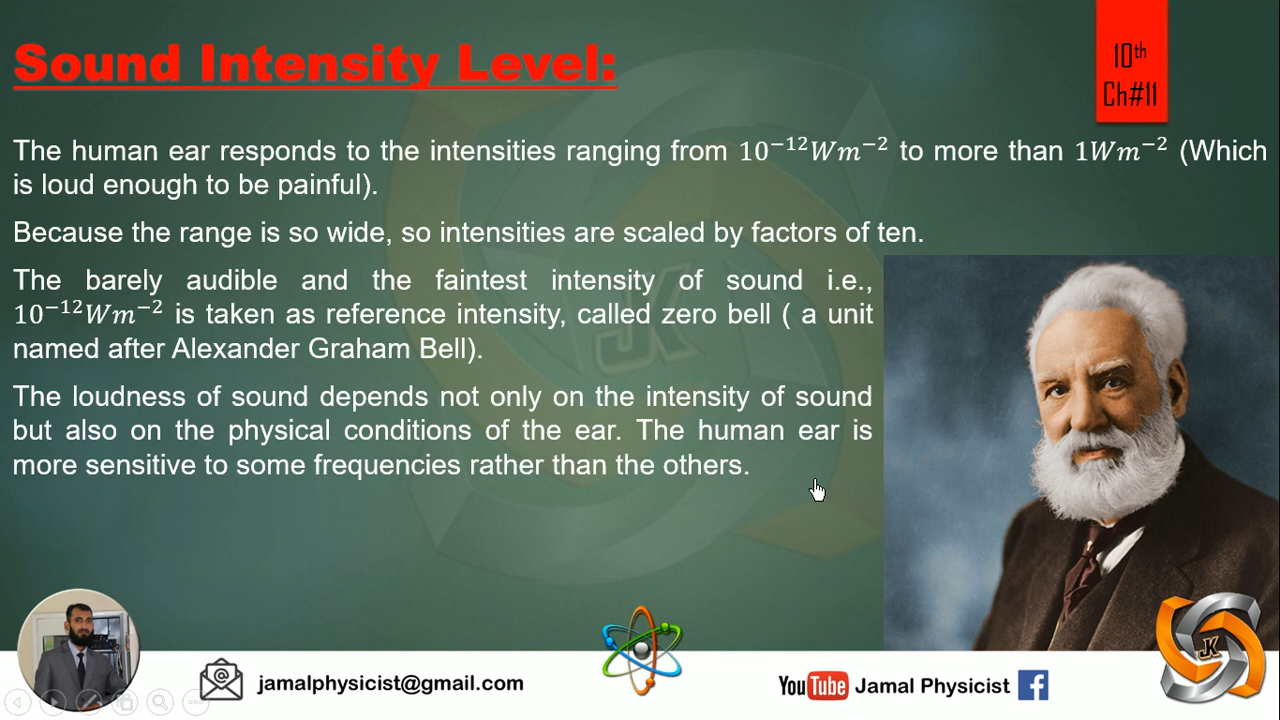 Sound Intensity Level:
10th
Ch#11
The human ear responds to the intensities ranging from 10⁻¹²Wm⁻² to more than 1Wm⁻² (Which
is loud enough to be painful).
Because the range is so wide, so intensities are scaled by factors of ten.
The barely audible and the faintest intensity of sound i.e.,
10⁻¹²Wm⁻² is taken as reference intensity, called zero bell ( a unit
named after Alexander Graham Bell).
The loudness of sound depends not only on the intensity of sound
but also on the physical conditions of the ear. The human ear is
more sensitive to some frequencies rather than the others.
JK
JK
@
jamalphysicist@gmail.com
YouTube Jamal Physicist f